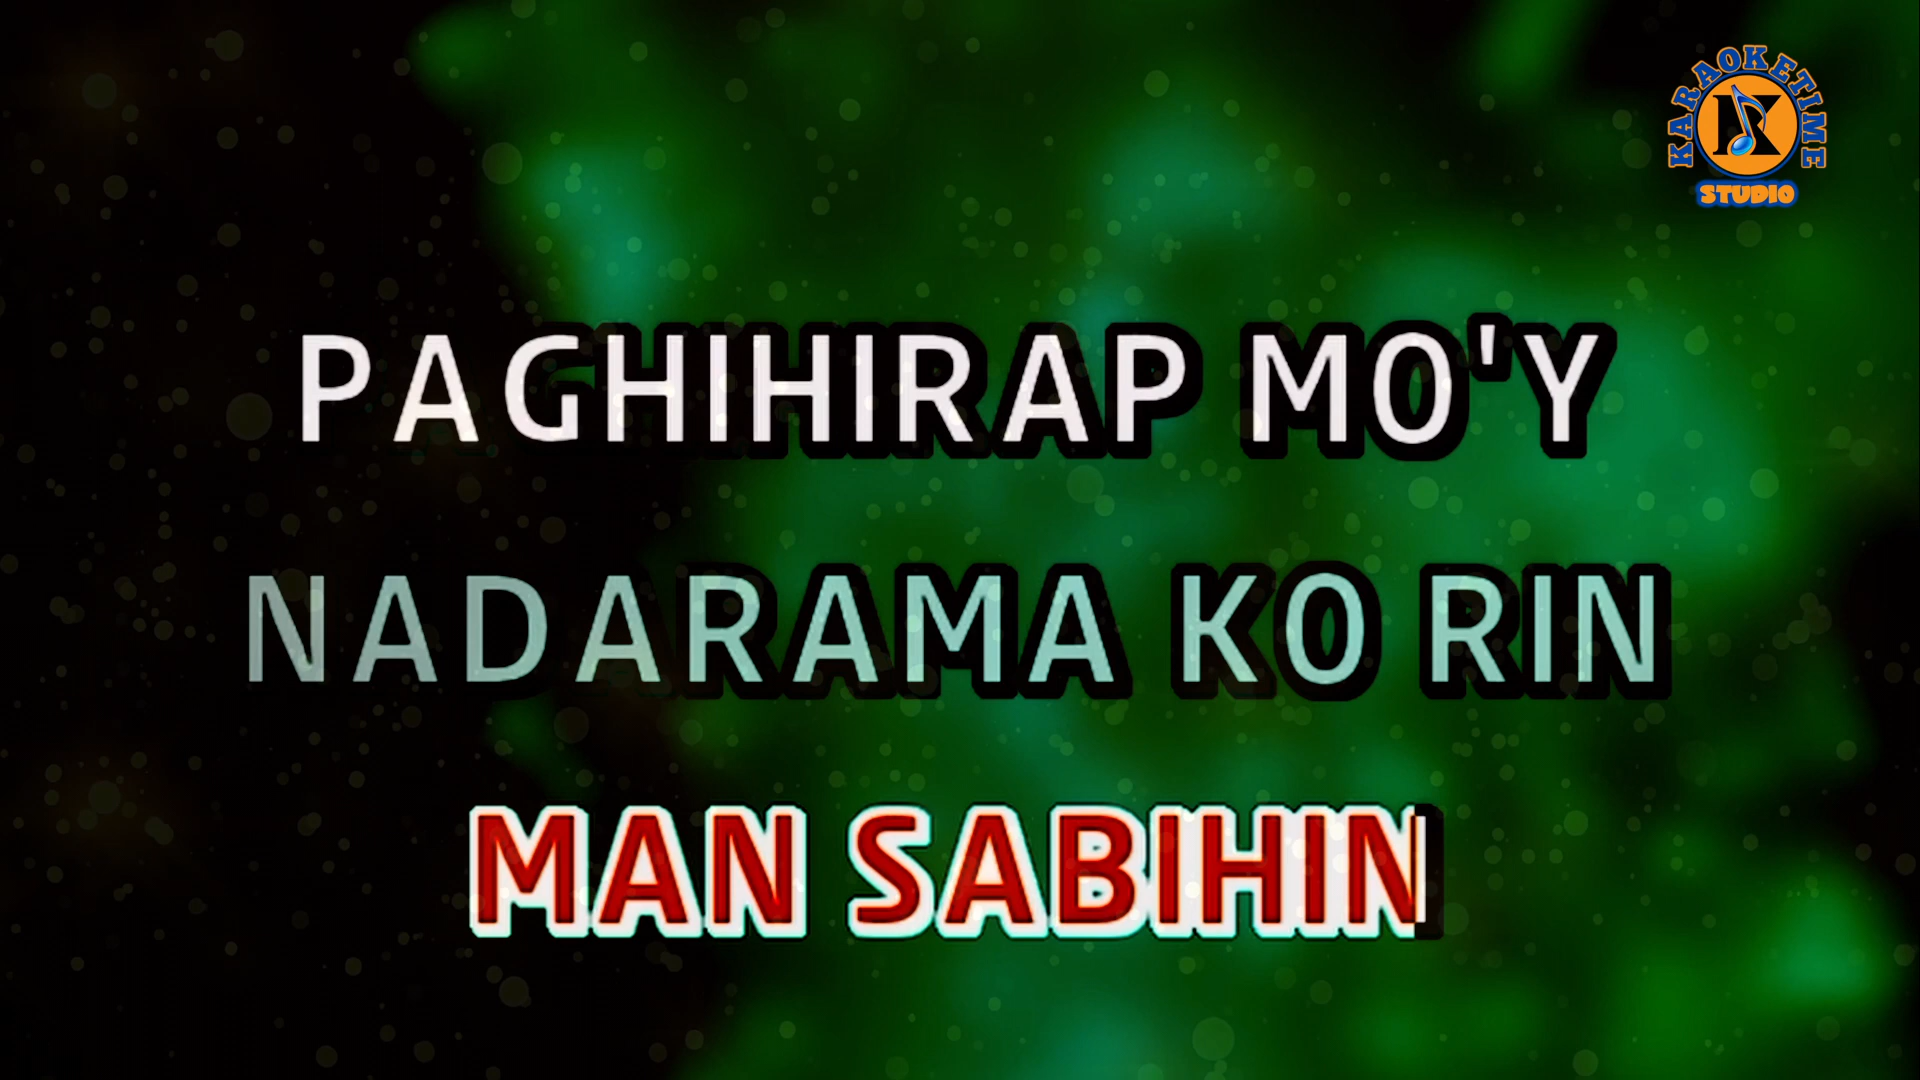 KARAOKETIME
STUDIO
PAGHIHIRAP MO'Y
NADARAMA KO RIN
MAN SABIHIN